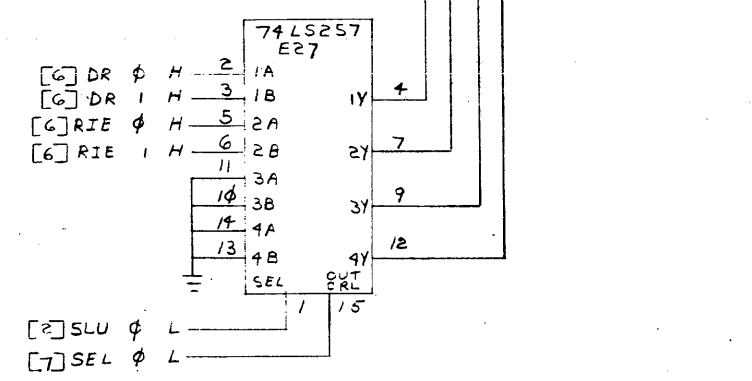 74LS257
E27
[6] DR φ H 2 1A
[6] DR 1 H 3 1B
1Y 4
[6] RIE φ H 5 2A
[6] RIE 1 H 6 2B
2Y 7
11 3A
1φ 3B
3Y 9
14 4A
13 4B
4Y 12
SEL
OUT
CRL
1 15
[2] SLU φ L
[7] SEL φ L